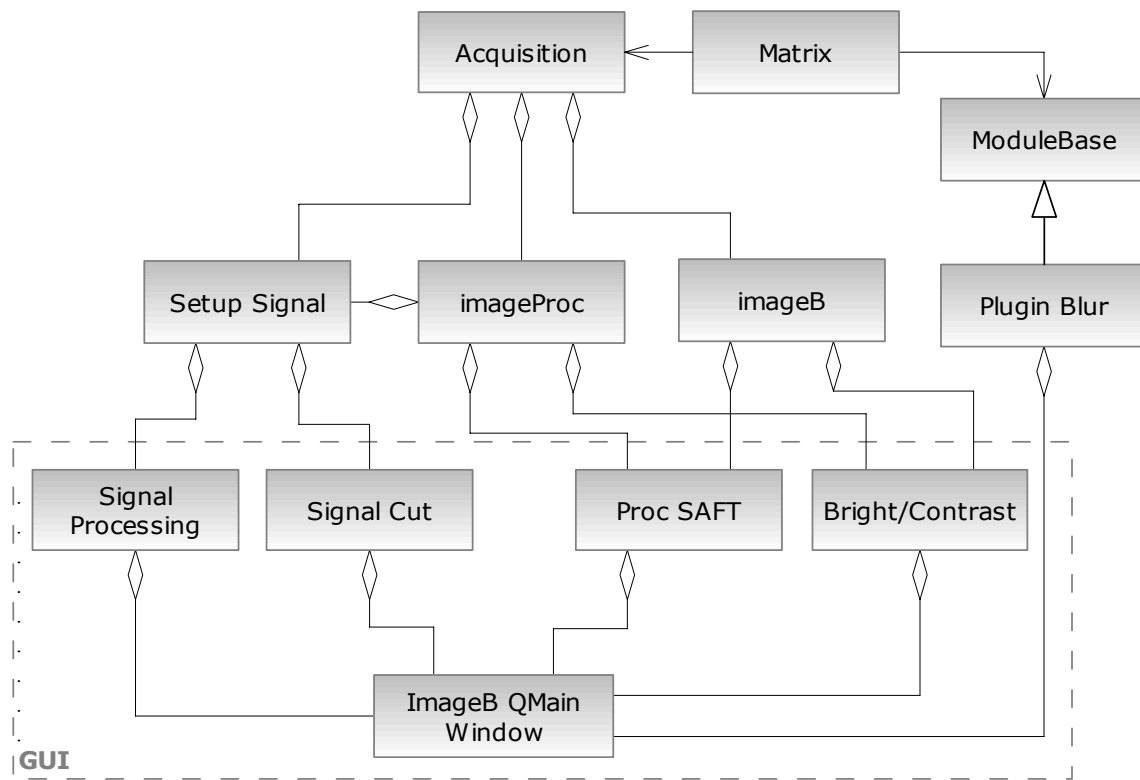 Acquisition
Matrix
ModuleBase
Setup Signal
imageProc
imageB
Plugin Blur
Signal
Processing
Signal Cut
Proc SAFT
Bright/Contrast
ImageB QMain
Window
GUI